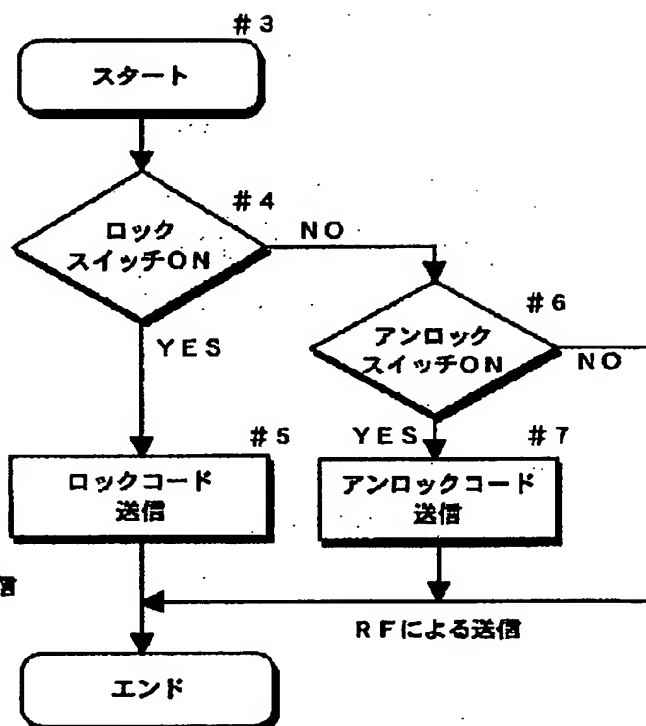 #3
スタート
#4
ロック
スイッチON
NO
YES
#6
アンロック
スイッチON
NO
YES
#5
ロックコード
送信
#7
アンロックコード
送信
信
RFによる送信
エンド